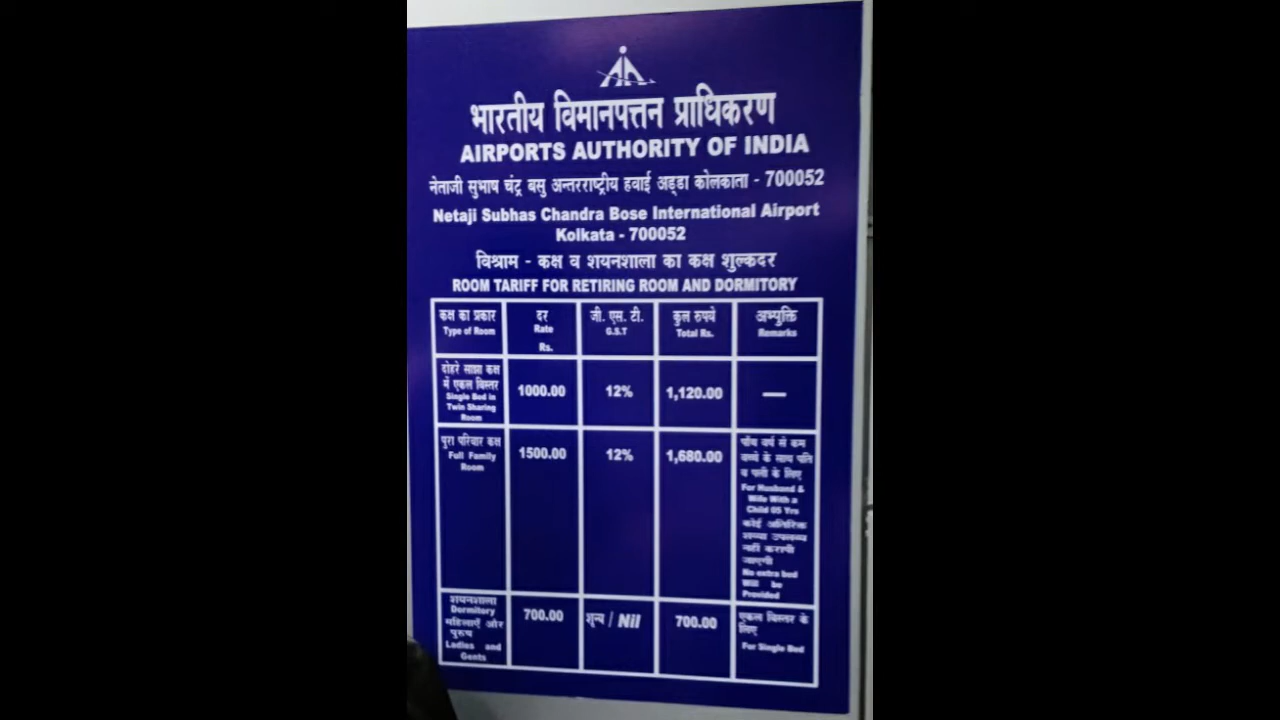 भारतीय विमानपत्तन प्राधिकरण
AIRPORTS AUTHORITY OF INDIA
नेताजी सुभाष चंद्र बसु अन्तरराष्ट्रीय हवाई अड्डा कोलकाता - 700052
Netaji Subhas Chandra Bose International Airport
Kolkata - 700052
विश्राम - कक्ष व शयनशाला का कक्ष शुल्कदर
ROOM TARIFF FOR RETIRING ROOM AND DORMITORY
कक्ष का प्रकार
Type of Room
दर
Rate
Rs.
जी. एस. टी.
G.S.T
कुल रुपये
Total Rs.
अभ्युक्ति
Remarks
दोहरे साझा कक्ष
में एकल बिस्तर
Single Bed in
Twin Sharing
Room
1000.00
12%
1,120.00
—
पुरा परिवार कक्ष
Full Family
Room
1500.00
12%
1,680.00
पाँच वर्ष से कम
बच्चे के साथ पति
व पत्नी के लिए
For Husband &
Wife With a
Child 05 Yrs
कोई अतिरिक्त
शय्या उपलब्ध
नहीं करायी
जाएगी
No extra bed
Will be
Provided
शयनशाला
Dormitory
महिलाएँ और
पुरुष
Ladies and
Gents
700.00
शून्य / Nil
700.00
एकल बिस्तर के
लिए
For Single Bed